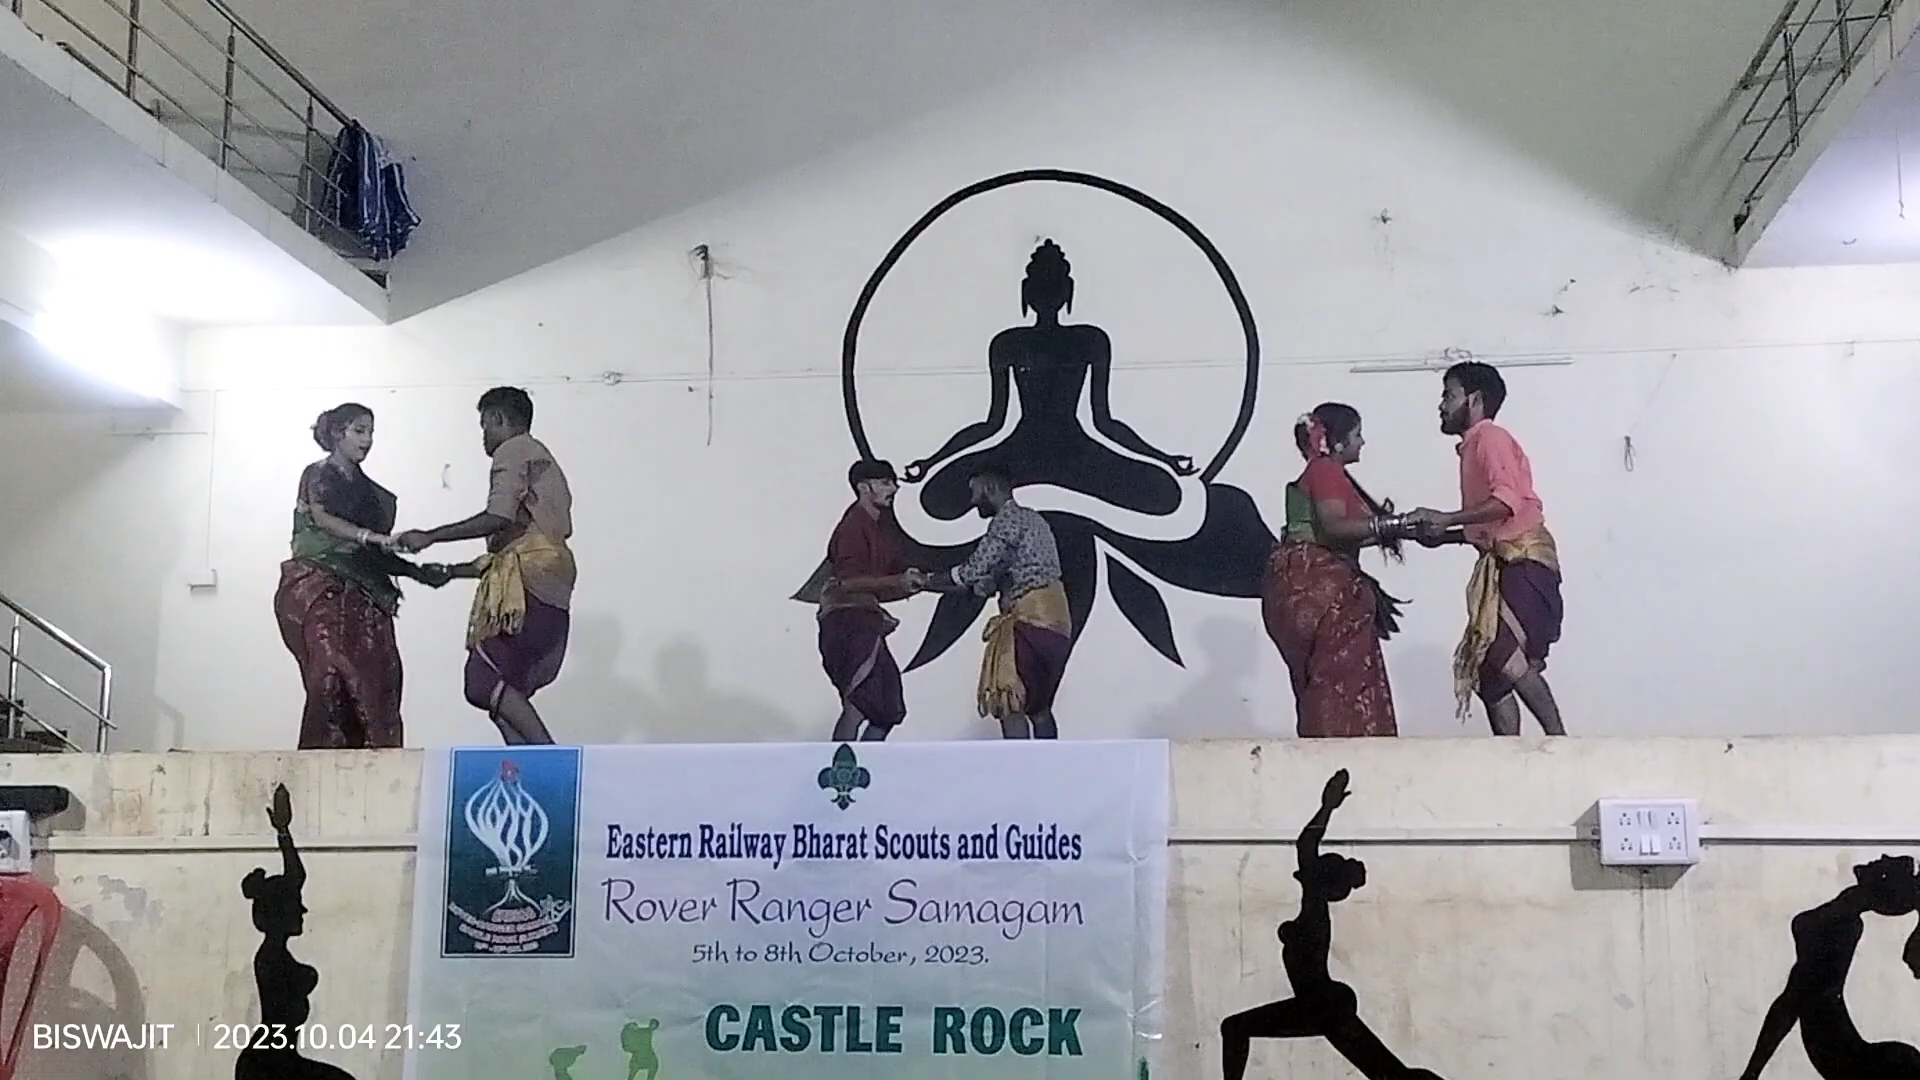 Eastern Railway Bharat Scouts and Guides
Rover Ranger Samagam
5th to 8th October, 2023.
CASTLE ROCK
BISWAJIT | 2023.10.04 21:43